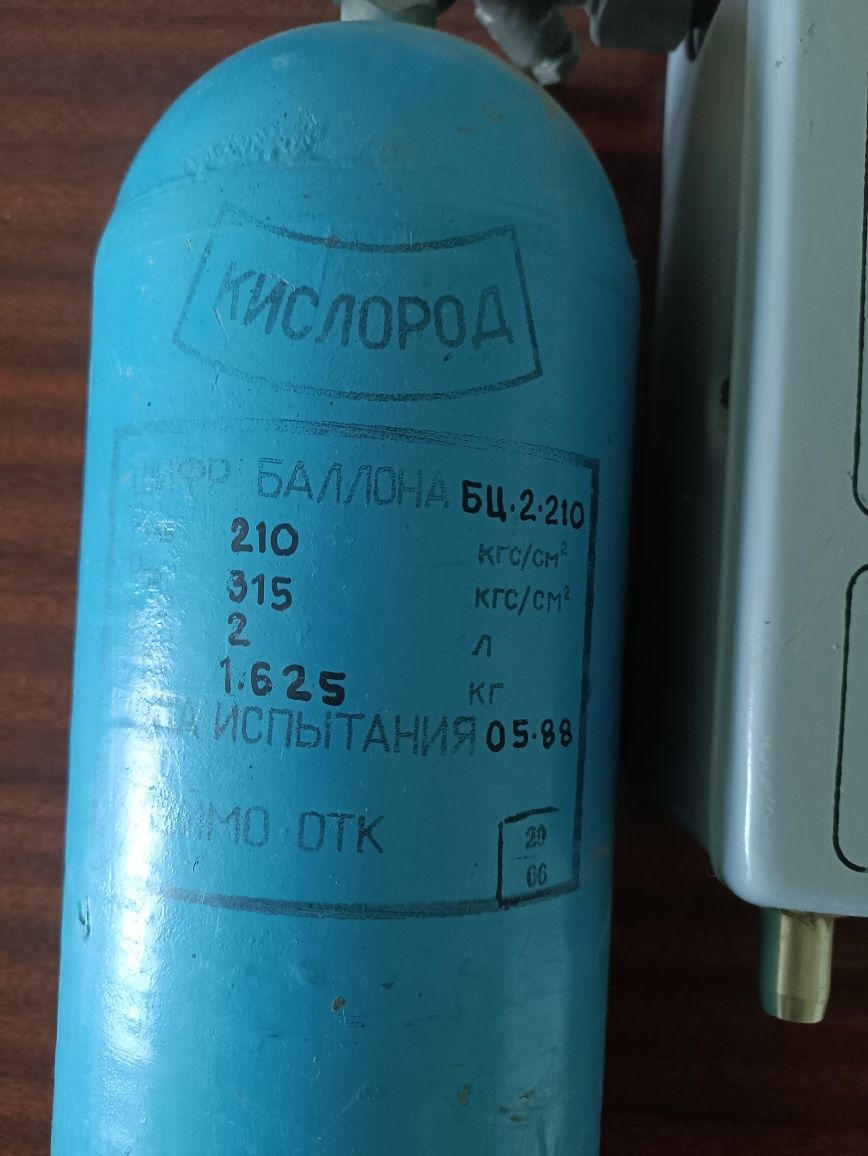 КИСЛОРОД
ШИФР БАЛЛОНА БЦ·2·210
210 кгс/см²
315 кгс/см²
2 л
1.625 кг
ИСПЫТАНИЯ 05·88
ОТК
20
06